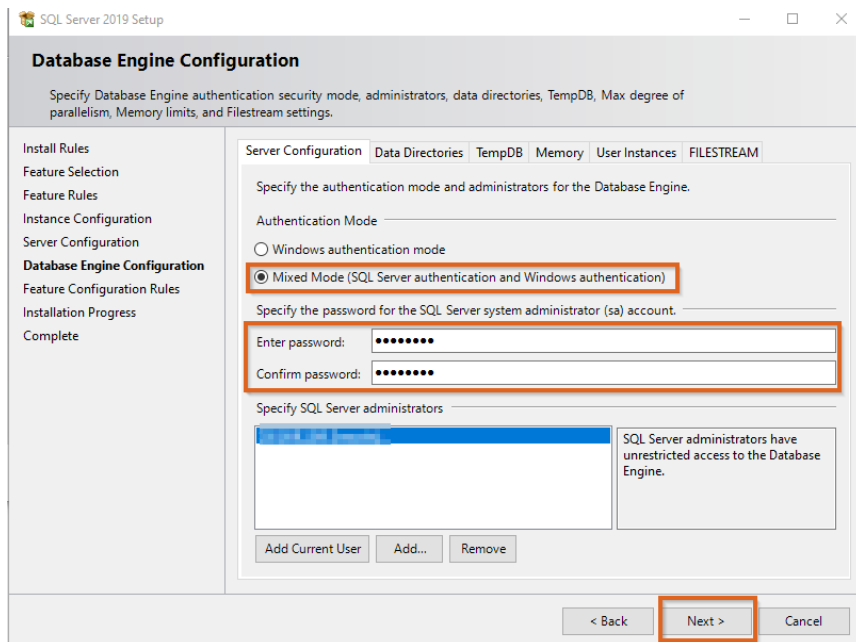 SQL Server 2019 Setup
Database Engine Configuration
Specify Database Engine authentication security mode, administrators, data directories, TempDB, Max degree of
parallelism, Memory limits, and Filestream settings.
Install Rules
Feature Selection
Feature Rules
Instance Configuration
Server Configuration
Database Engine Configuration
Feature Configuration Rules
Installation Progress
Complete
Server Configuration Data Directories TempDB Memory User Instances FILESTREAM
Specify the authentication mode and administrators for the Database Engine.
Authentication Mode
Windows authentication mode
Mixed Mode (SQL Server authentication and Windows authentication)
Specify the password for the SQL Server system administrator (sa) account.
Enter password: ●●●●●●●●
Confirm password: ●●●●●●●●
Specify SQL Server administrators
SQL Server administrators have
unrestricted access to the Database
Engine.
Add Current User Add... Remove
< Back Next > Cancel